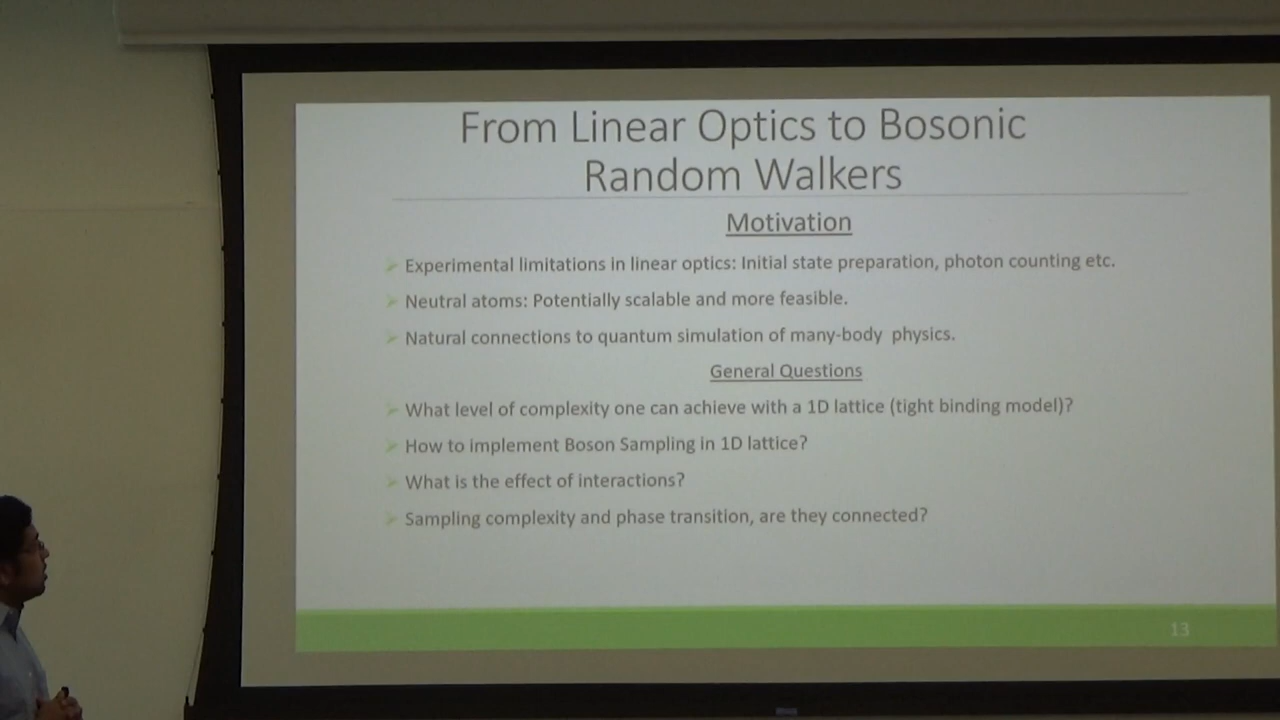 From Linear Optics to Bosonic
Random Walkers
Motivation
Experimental limitations in linear optics: Initial state preparation, photon counting etc.
Neutral atoms: Potentially scalable and more feasible.
Natural connections to quantum simulation of many-body physics.
General Questions
What level of complexity one can achieve with a 1D lattice (tight binding model)?
How to implement Boson Sampling in 1D lattice?
What is the effect of interactions?
Sampling complexity and phase transition, are they connected?
13